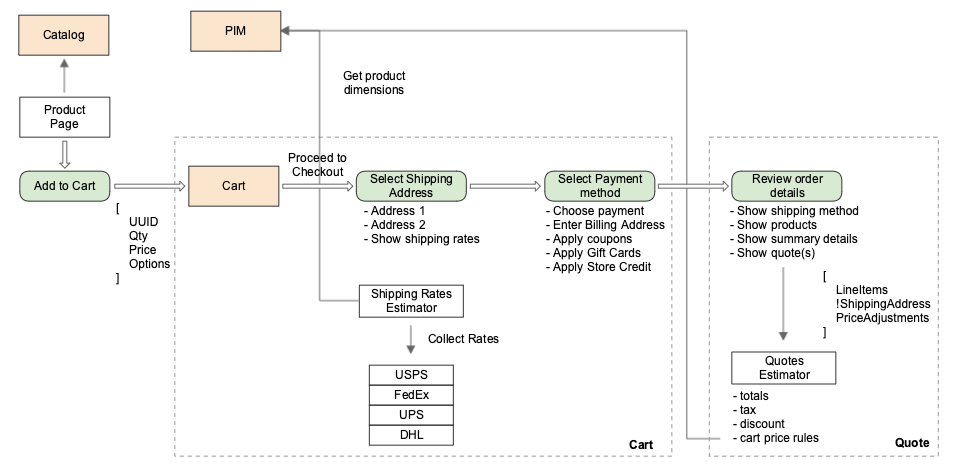 Catalog
PIM
Get product
dimensions
Product
Page
Add to Cart
[
UUID
Qty
Price
Options
]
Cart
Proceed to
Checkout
Select Shipping
Address
- Address 1
- Address 2
- Show shipping rates
Select Payment
method
- Choose payment
- Enter Billing Address
- Apply coupons
- Apply Gift Cards
- Apply Store Credit
Review order
details
- Show shipping method
- Show products
- Show summary details
- Show quote(s)
[
LineItems
!ShippingAddress
PriceAdjustments
]
Shipping Rates
Estimator
Collect Rates
USPS
FedEx
UPS
DHL
Cart
Quotes
Estimator
- totals
- tax
- discount
- cart price rules
Quote